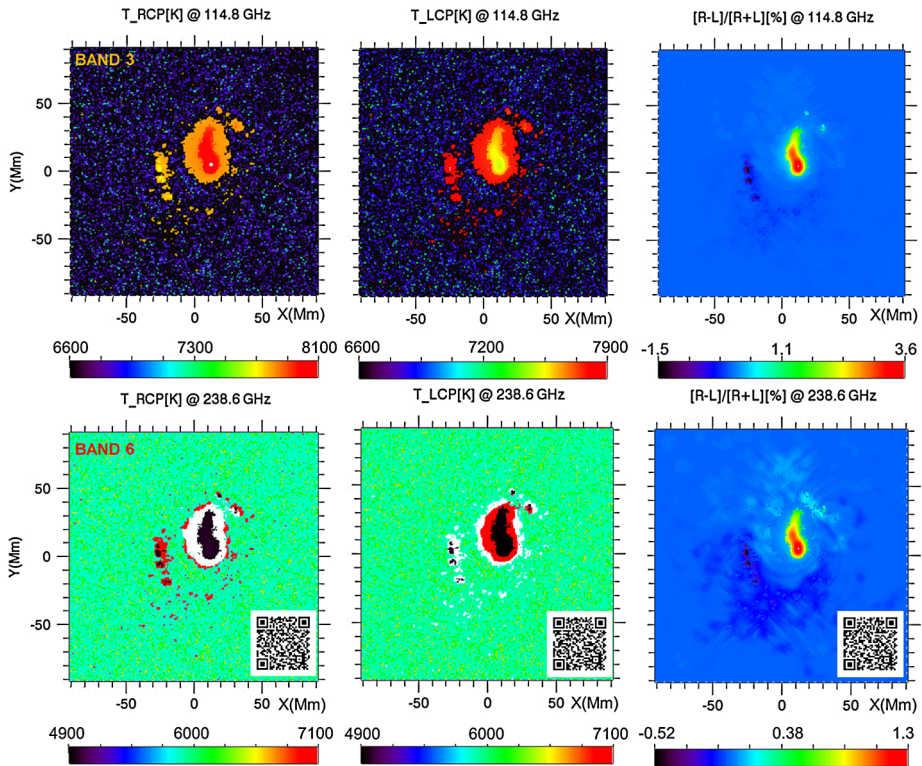 T_RCP[K] @ 114.8 GHz
T_LCP[K] @ 114.8 GHz
[R-L]/[R+L][%] @ 114.8 GHz
BAND 3
50
0
-50
Y(Mm)
-50 0 50 X(Mm)
-50 0 50 X(Mm)
-50 0 50 X(Mm)
6600 7300 8100
6600 7200 7900
-1.5 1.1 3.6
T_RCP[K] @ 238.6 GHz
T_LCP[K] @ 238.6 GHz
[R-L]/[R+L][%] @ 238.6 GHz
BAND 6
50
0
-50
Y(Mm)
-50 0 50 X(Mm)
-50 0 50 X(Mm)
-50 0 50 X(Mm)
4900 6000 7100
4900 6000 7100
-0.52 0.38 1.3